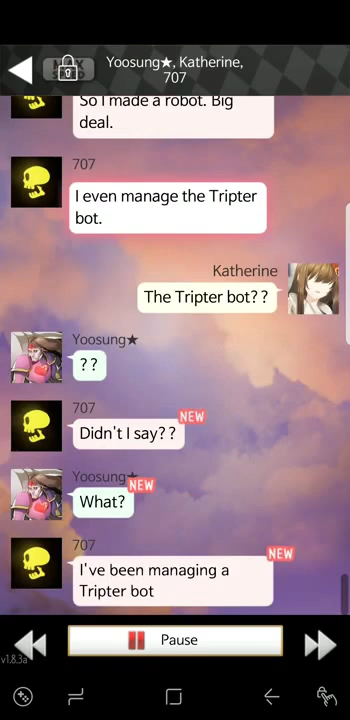 Yoosung★, Katherine,
707
So I made a robot. Big
deal.
707
I even manage the Tripter
bot.
Katherine
The Tripter bot??
Yoosung★
??
707
NEW
Didn't I say??
Yoosung★
NEW
What?
707
NEW
I've been managing a
Tripter bot
Pause
v1.8.3a